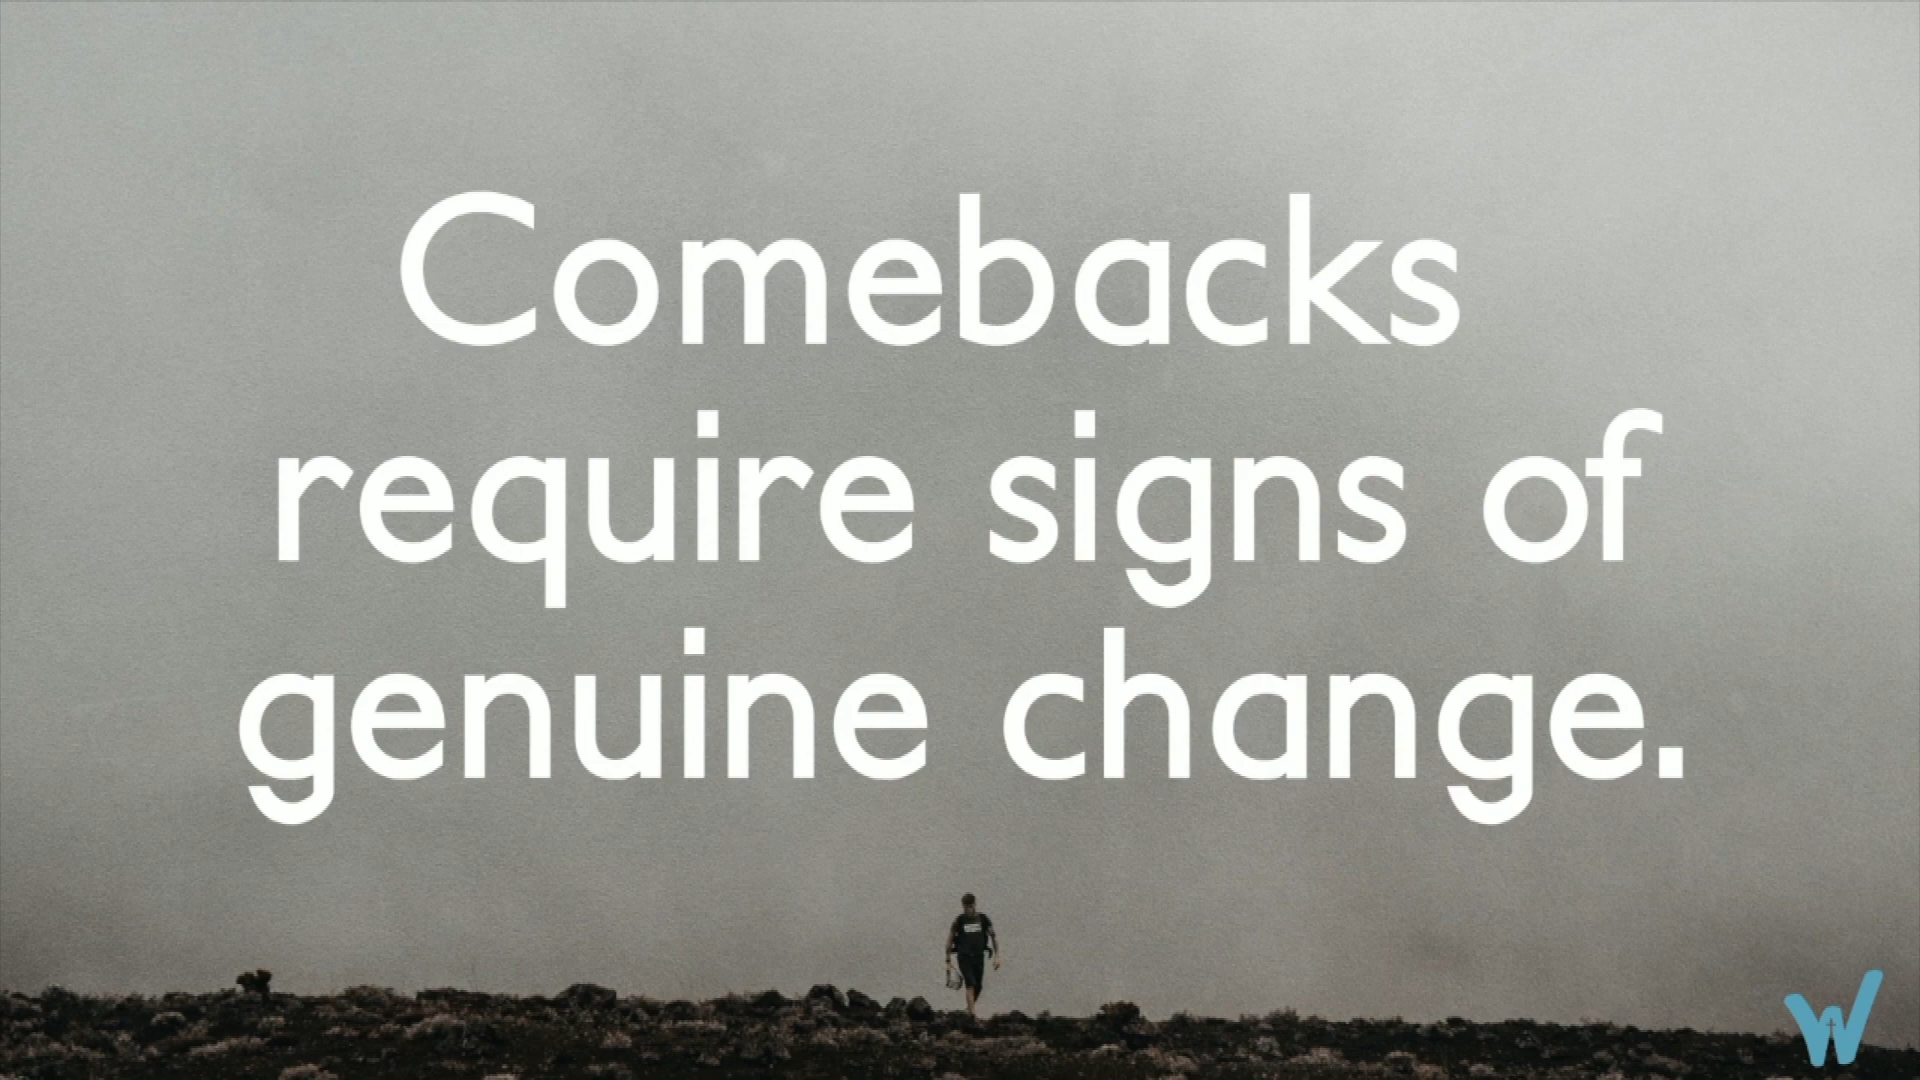 Comebacks
require signs of
genuine change.
W